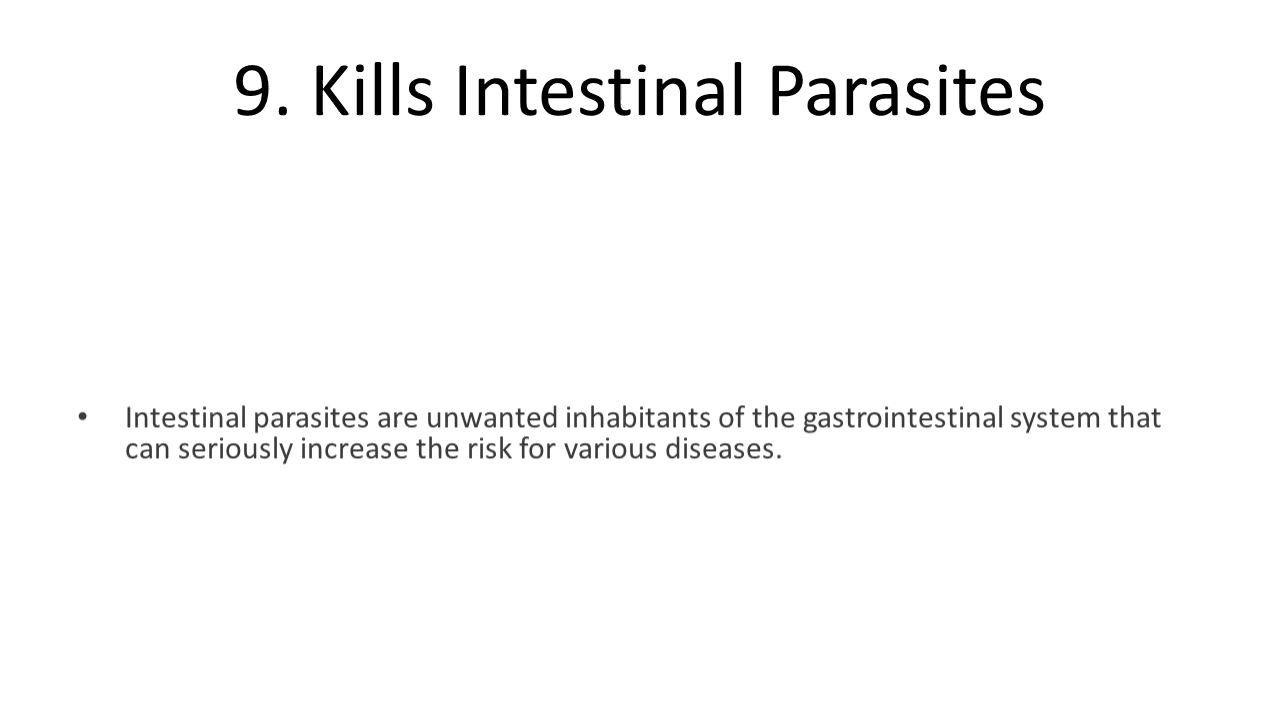 9. Kills Intestinal Parasites
• Intestinal parasites are unwanted inhabitants of the gastrointestinal system that
can seriously increase the risk for various diseases.